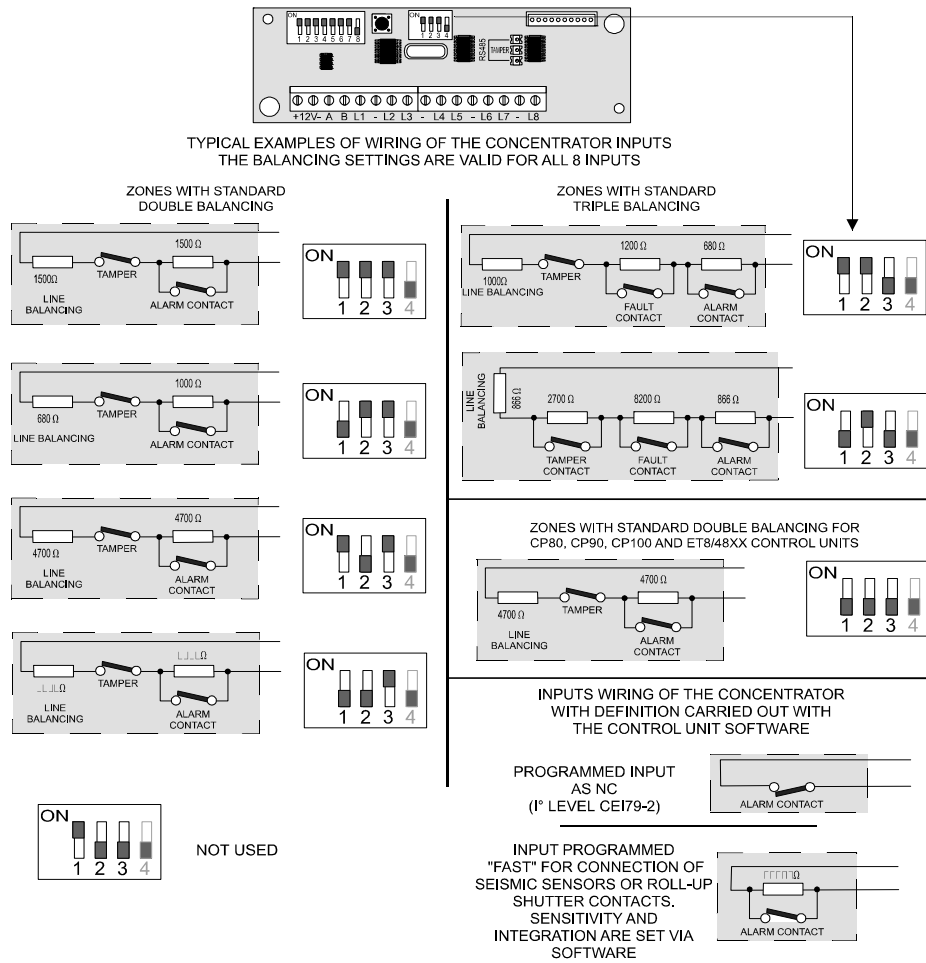 ON
1 2 3 4 5 6 7 8
ON
1 2 3 4
RS485
TAMPER
+12V- A B L1 - L2 L3 - L4 L5 - L6 L7 - L8
TYPICAL EXAMPLES OF WIRING OF THE CONCENTRATOR INPUTS
THE BALANCING SETTINGS ARE VALID FOR ALL 8 INPUTS
ZONES WITH STANDARD
DOUBLE BALANCING
1500 Ω
1500Ω
TAMPER
LINE
BALANCING
ALARM CONTACT
ON
1 2 3 4
1000 Ω
680 Ω
TAMPER
LINE BALANCING
ALARM CONTACT
ON
1 2 3 4
4700 Ω
4700 Ω
TAMPER
LINE
BALANCING
ALARM
CONTACT
ON
1 2 3 4
Ω
Ω
TAMPER
LINE
BALANCING
ALARM
CONTACT
ON
1 2 3 4
ON
1 2 3 4
NOT USED
ZONES WITH STANDARD
TRIPLE BALANCING
1200 Ω
680 Ω
1000Ω
TAMPER
LINE BALANCING
FAULT
CONTACT
ALARM
CONTACT
ON
1 2 3 4
LINE
BALANCING
866 Ω
2700 Ω
8200 Ω
866 Ω
TAMPER
CONTACT
FAULT
CONTACT
ALARM
CONTACT
ON
1 2 3 4
ZONES WITH STANDARD DOUBLE BALANCING FOR
CP80, CP90, CP100 AND ET8/48XX CONTROL UNITS
4700 Ω
4700 Ω
TAMPER
LINE
BALANCING
ALARM
CONTACT
ON
1 2 3 4
INPUTS WIRING OF THE CONCENTRATOR
WITH DEFINITION CARRIED OUT WITH
THE CONTROL UNIT SOFTWARE
PROGRAMMED INPUT
AS NC
(I° LEVEL CEI79-2)
ALARM CONTACT
INPUT PROGRAMMED
"FAST" FOR CONNECTION OF
SEISMIC SENSORS OR ROLL-UP
SHUTTER CONTACTS.
SENSITIVITY AND
INTEGRATION ARE SET VIA
SOFTWARE
Ω
ALARM CONTACT